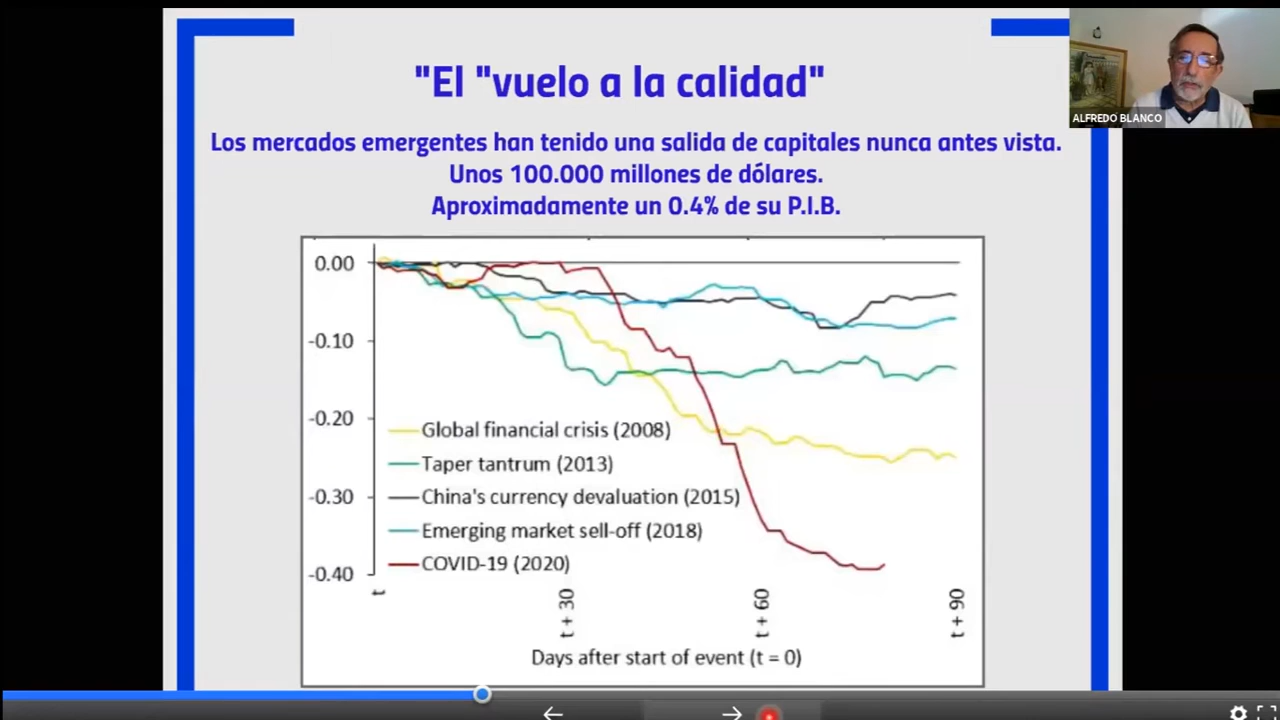 "El "vuelo a la calidad"
ALFREDO BLANCO
Los mercados emergentes han tenido una salida de capitales nunca antes vista.
Unos 100.000 millones de dólares.
Aproximadamente un 0.4% de su P.I.B.
0.00
-0.10
-0.20
-0.30
-0.40
Global financial crisis (2008)
Taper tantrum (2013)
China's currency devaluation (2015)
Emerging market sell-off (2018)
COVID-19 (2020)
t
t + 30
t + 60
t + 90
Days after start of event (t = 0)